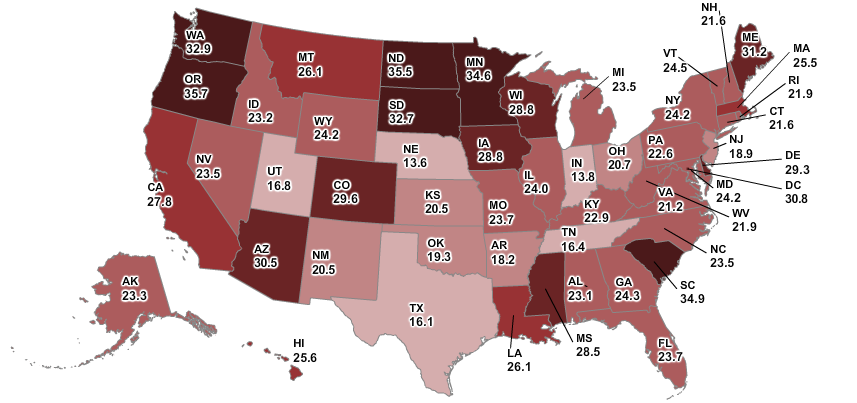 NH
21.6
WA
32.9
ME
31.2
MT
26.1
ND
35.5
MN
34.6
VT
24.5
MA
25.5
OR
35.7
MI
23.5
RI
21.9
ID
23.2
SD
32.7
WI
28.8
NY
24.2
CT
21.6
WY
24.2
NE
13.6
IA
28.8
PA
22.6
NJ
18.9
NV
23.5
UT
16.8
IN
13.8
OH
20.7
DE
29.3
CA
27.8
CO
29.6
KS
20.5
IL
24.0
MD
24.2
DC
30.8
MO
23.7
KY
22.9
VA
21.2
WV
21.9
AZ
30.5
NM
20.5
OK
19.3
AR
18.2
TN
16.4
NC
23.5
AK
23.3
TX
16.1
AL
23.1
GA
24.3
SC
34.9
HI
25.6
LA
26.1
MS
28.5
FL
23.7